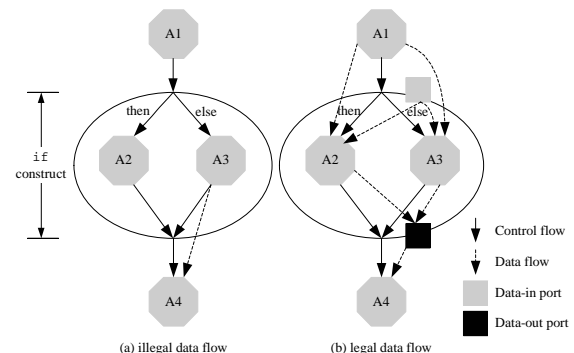 A1
A1
then
else
then
else
if
construct
A2
A3
A2
A3
Control flow
Data flow
A4
A4
Data-in port
Data-out port
(a) illegal data flow
(b) legal data flow